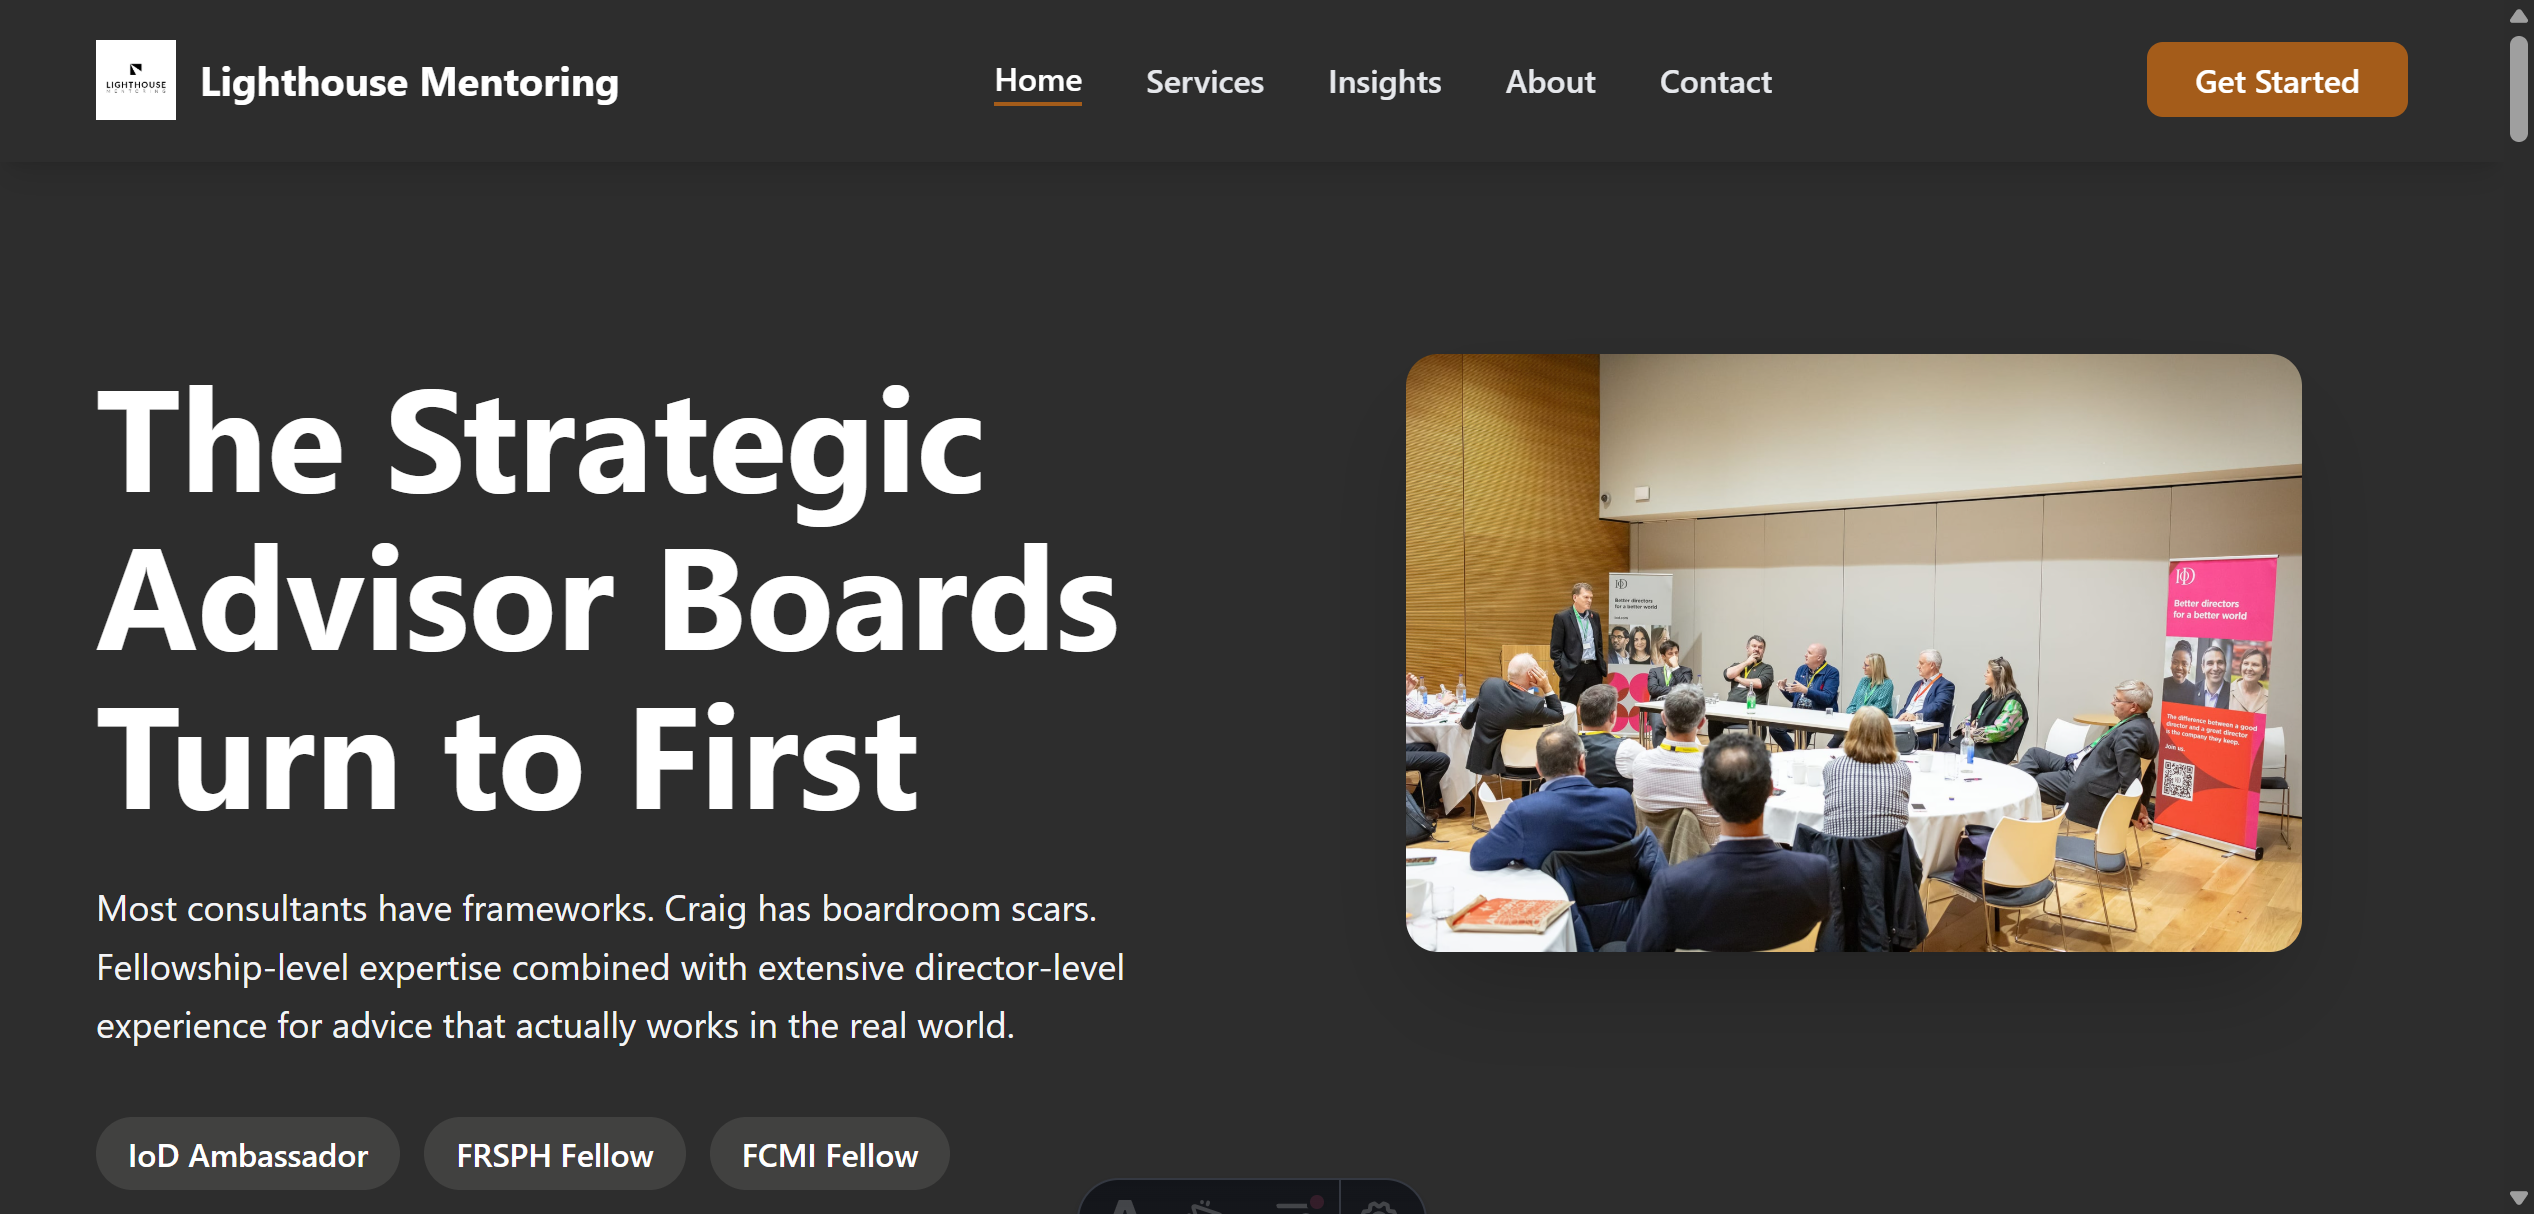 LIGHTHOUSE
MENTORING
Lighthouse Mentoring
Home
Services
Insights
About
Contact
Get Started
The Strategic
Advisor Boards
Turn to First
Most consultants have frameworks. Craig has boardroom scars.
Fellowship-level expertise combined with extensive director-level
experience for advice that actually works in the real world.
IoD Ambassador
FRSPH Fellow
FCMI Fellow
IoD
Better directors
for a better world
IoD
Better directors
for a better world
The difference between a good
director and a great director
is the company they keep.
Join us.